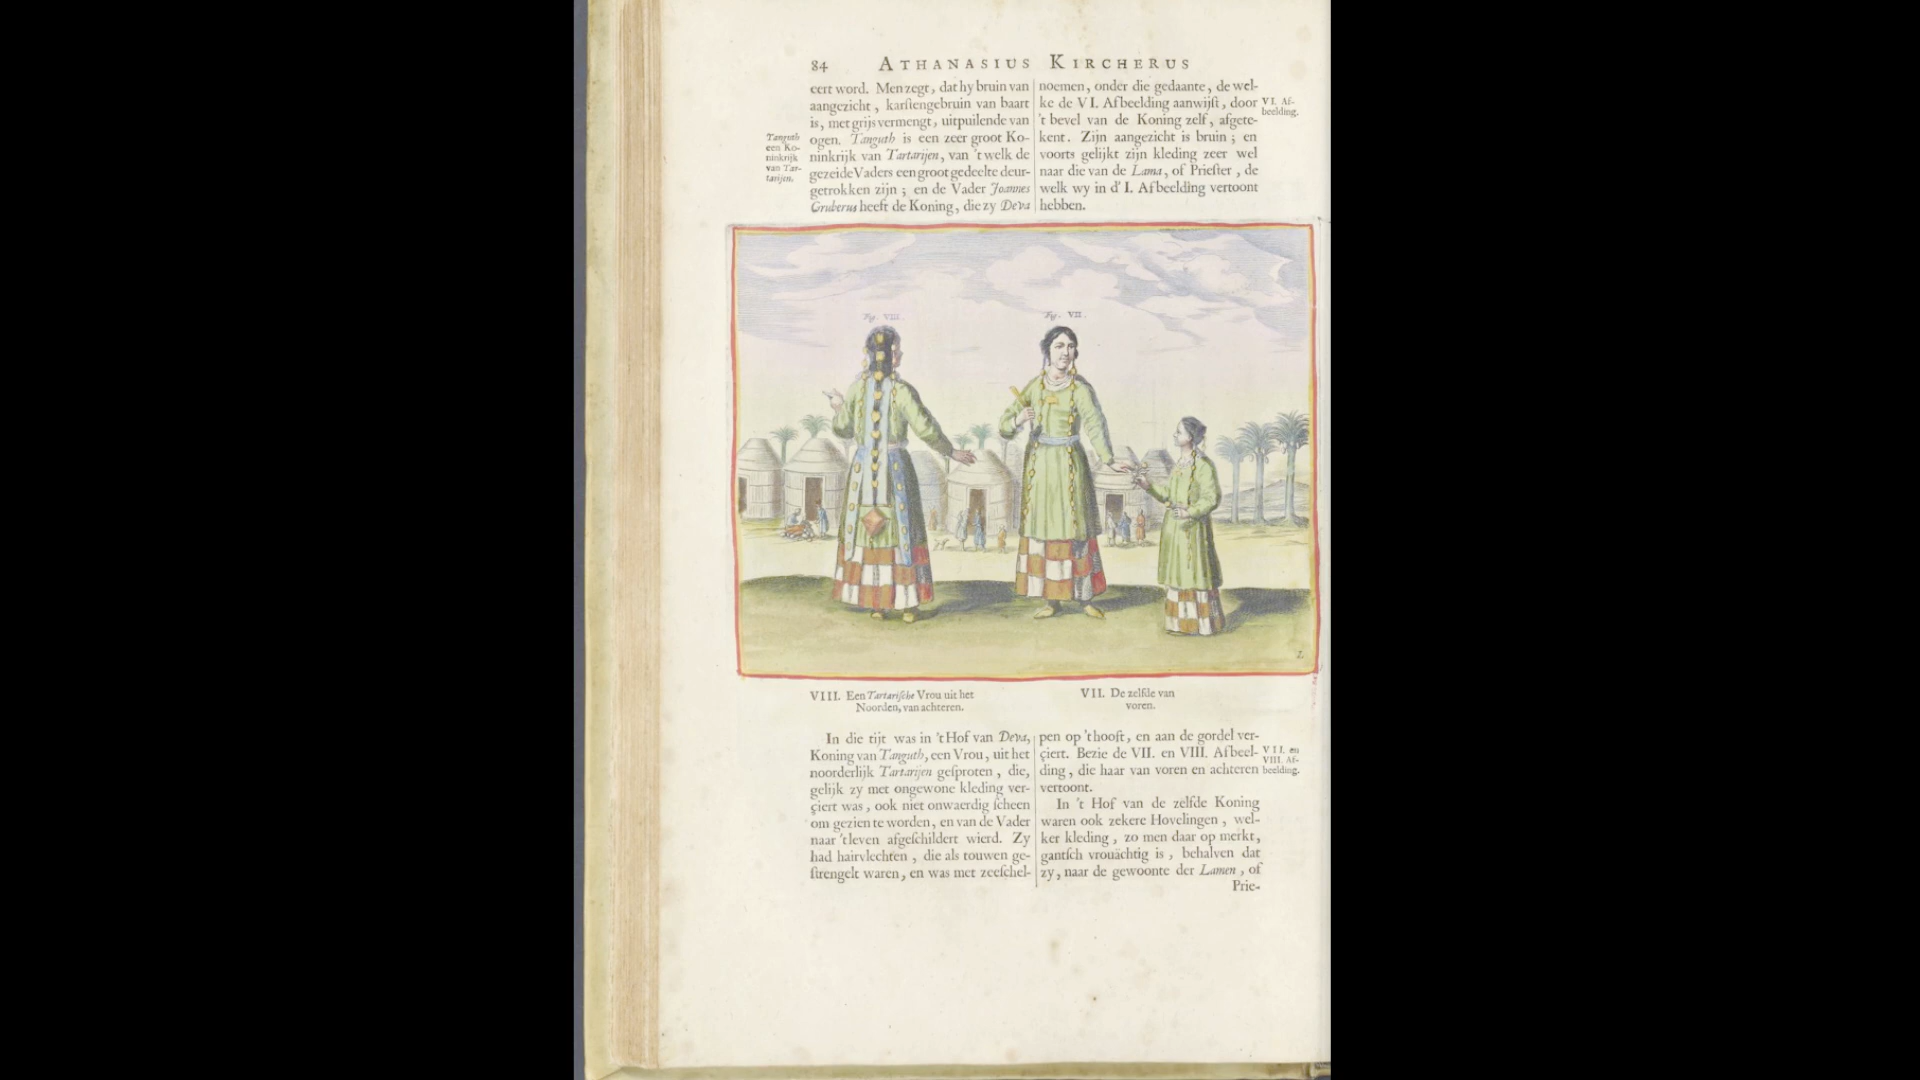 84 ATHANASIUS KIRCHERUS
eert word. Men zegt, dat hy bruin van
aangezicht, karſtengebruin van baart
is, met grijs vermengt, uitpuilende van
ogen. Tanguth is een zeer groot Ko-
ninkrijk van Tartarijen, van 't welk de
gezeide Vaders een groot gedeelte deur-
getrokken zijn; en de Vader Joannes
Gruberus heeft de Koning, die zy Deva
Tanguth
een Ko-
ninkrijk
van Tar-
tarijen.
noemen, onder die gedaante, de wel-
ke de VI. Afbeelding aanwijſt, door
't bevel van de Koning zelf, afgete-
kent. Zijn aangezicht is bruin; en
voorts gelijkt zijn kleding zeer wel
naar die van de Lama, of Prieſter, de
welk wy in d' I. Afbeelding vertoont
hebben.
VI. Af-
beelding.
Fig. VIII.
Fig. VII.
L
VIII. Een Tartariſche Vrou uit het
Noorden, van achteren.
VII. De zelfde van
voren.
In die tijt was in 't Hof van Deva,
Koning van Tanguth, een Vrou, uit het
noorderlijk Tartarijen geſproten, die,
gelijk zy met ongewone kleding ver-
çiert was, ook niet onwaerdig ſcheen
om gezien te worden, en van de Vader
naar 't leven afgeſchildert wierd. Zy
had hairvlechten, die als touwen ge-
ſtrengelt waren, en was met zeeſchel-
pen op 't hooft, en aan de gordel ver-
çiert. Bezie de VII. en VIII. Afbeel-
ding, die haar van voren en achteren
vertoont.
In 't Hof van de zelfde Koning
waren ook zekere Hovelingen, wel-
ker kleding, zo men daar op merkt,
gantſch vrouächtig is, behalven dat
zy, naar de gewoonte der Lamen, of
Prie-
VII. en
VIII. Af-
beelding.